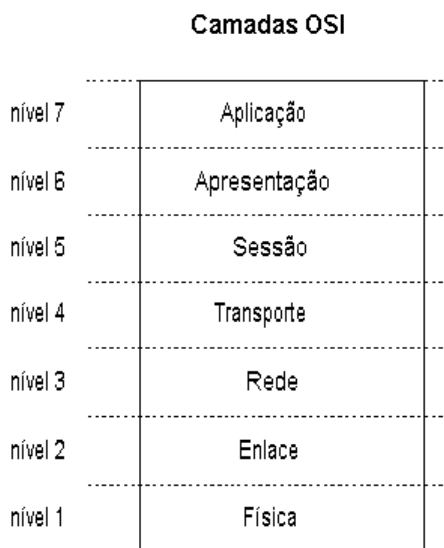 Camadas OSI
nível 7 Aplicação
nível 6 Apresentação
nível 5 Sessão
nível 4 Transporte
nível 3 Rede
nível 2 Enlace
nível 1 Física